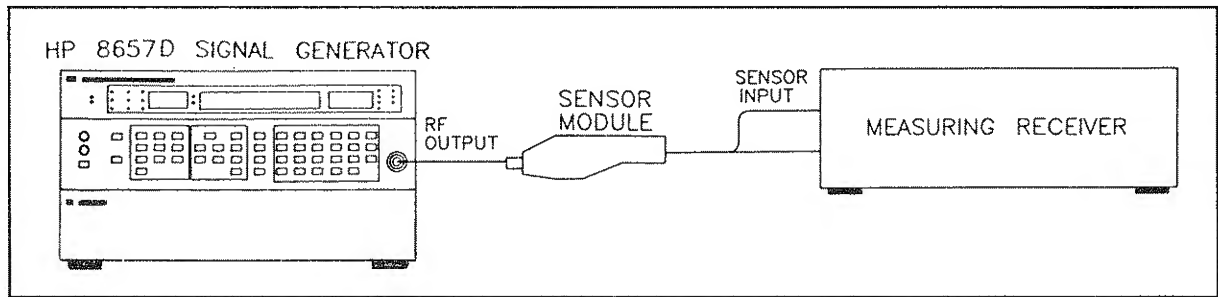 HP 8657D SIGNAL GENERATOR
RF
OUTPUT
SENSOR
MODULE
SENSOR
INPUT
MEASURING RECEIVER